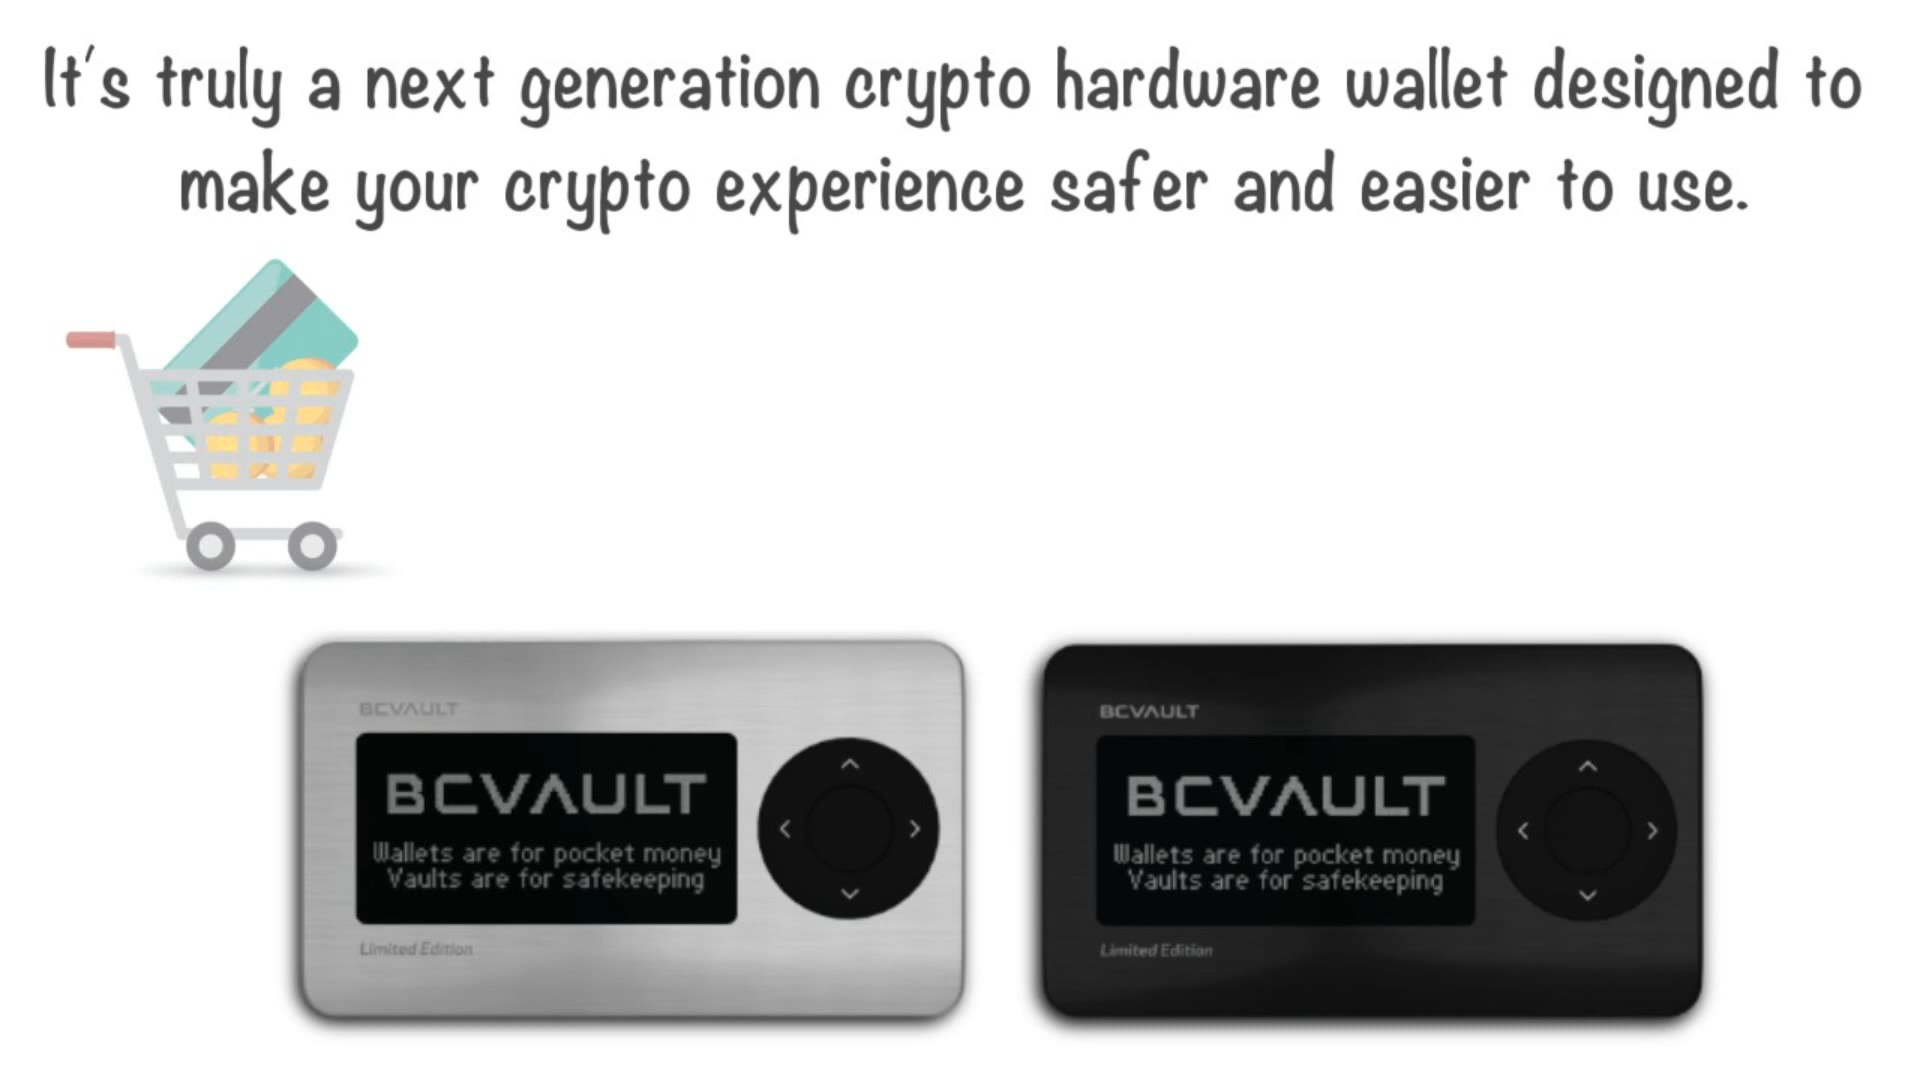 It's truly a next generation crypto hardware wallet designed to
make your crypto experience safer and easier to use.
BCVAULT
BCVAULT
Wallets are for pocket money
Vaults are for safekeeping
Limited Edition
BCVAULT
BCVAULT
Wallets are for pocket money
Vaults are for safekeeping
Limited Edition